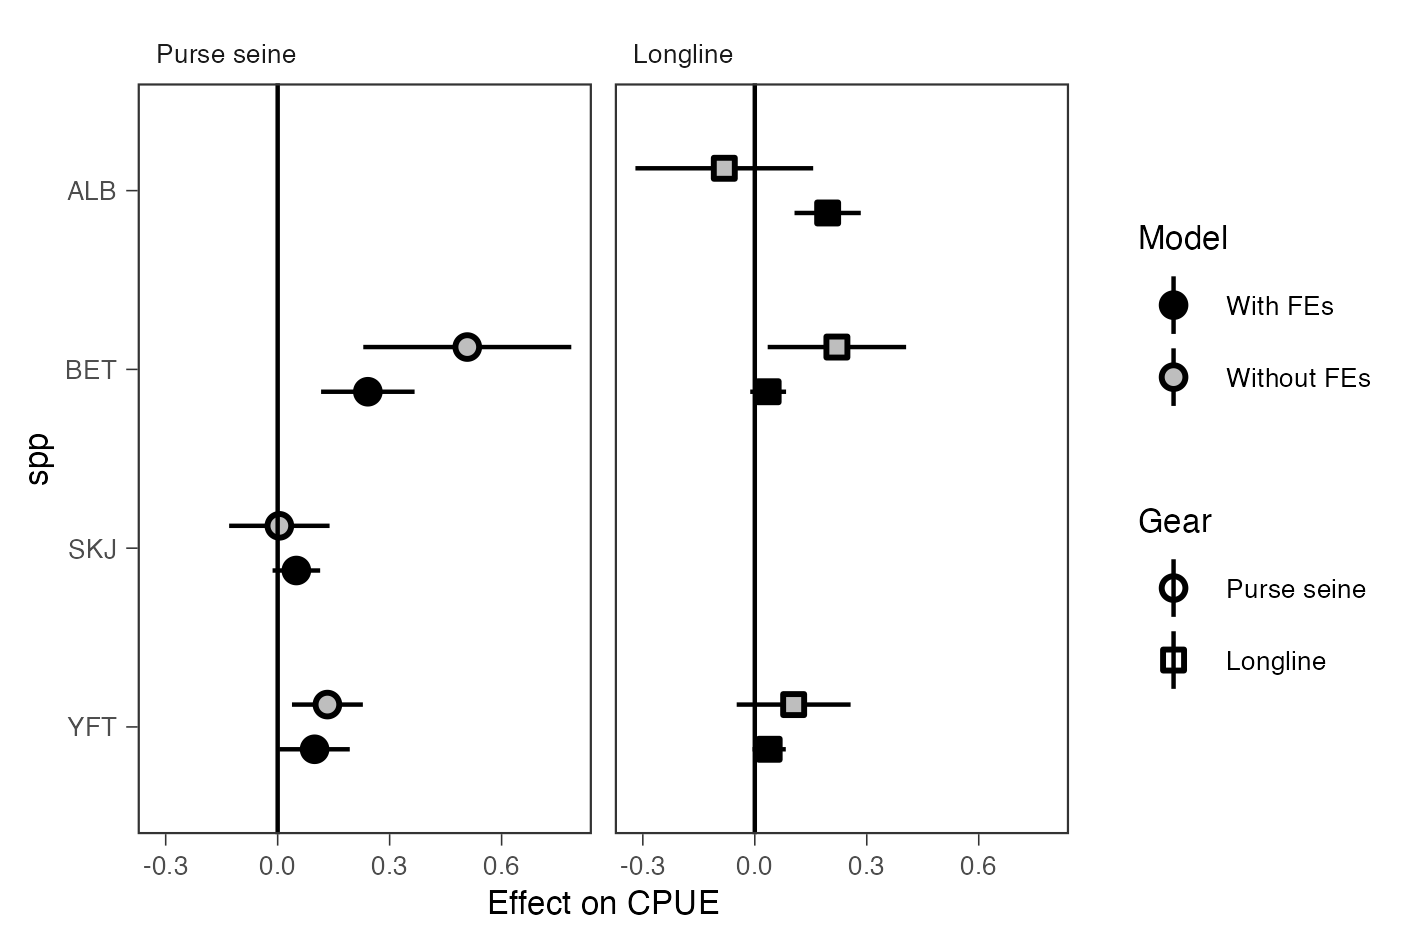 Purse seine
Longline
ALB
BET
SKJ
YFT
spp
-0.3 0.0 0.3 0.6
-0.3 0.0 0.3 0.6
Effect on CPUE
Model
With FEs
Without FEs
Gear
Purse seine
Longline